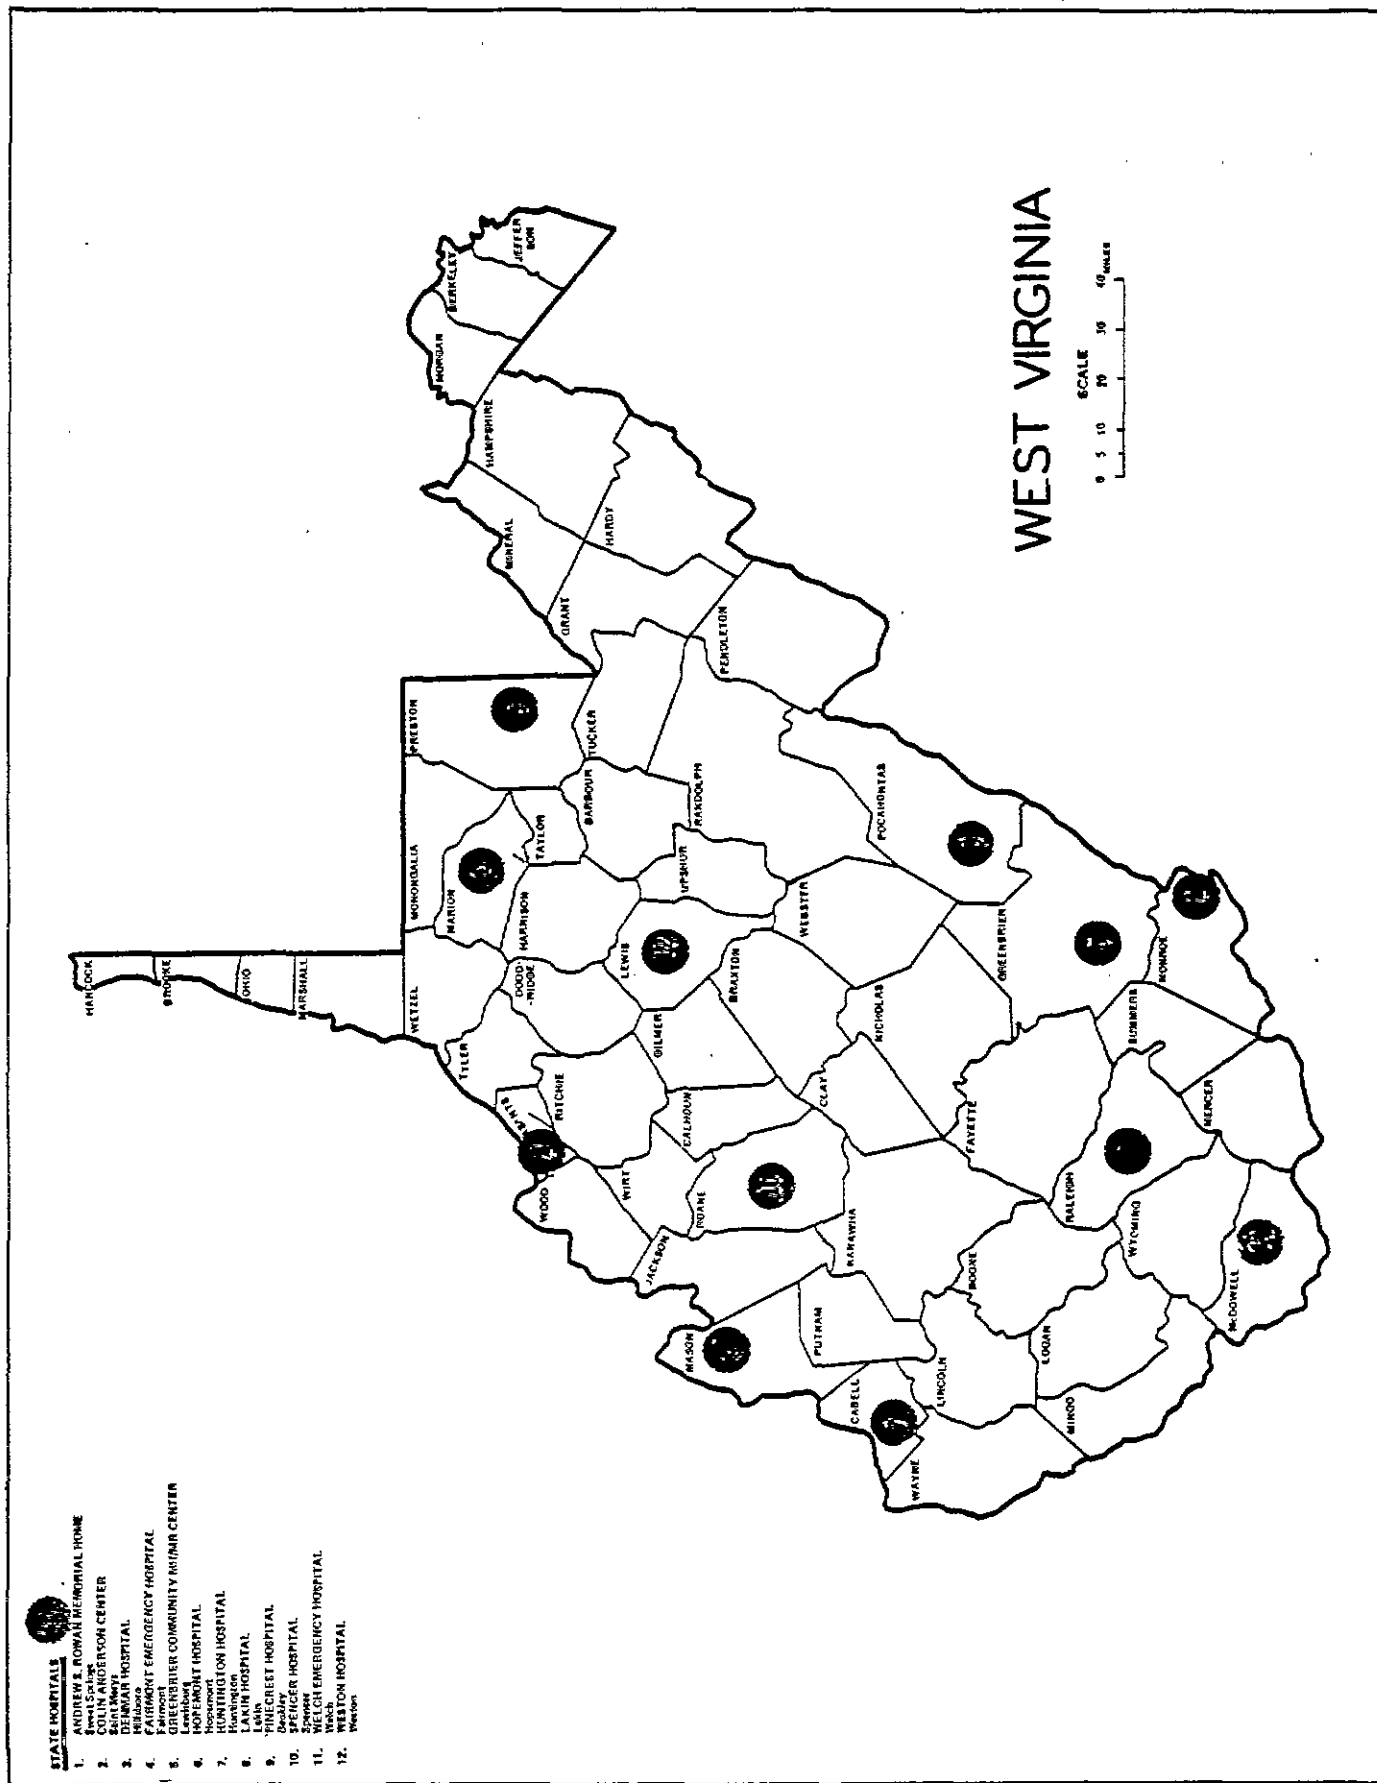 STATE HOSPITALS
1. ANDREW S. ROWAN MEMORIAL HOME
Sweet Springs
2. COLIN ANDERSON CENTER
Saint Marys
3. DENMAR HOSPITAL
Hillsboro
4. FAIRMONT EMERGENCY HOSPITAL
Fairmont
5. GREENBRIER COMMUNITY MH/MR CENTER
Lewisburg
6. HOPEMONT HOSPITAL
Hopemont
7. HUNTINGTON HOSPITAL
Huntington
8. LAKIN HOSPITAL
Lakin
9. PINECREST HOSPITAL
Beckley
10. SPENCER HOSPITAL
Spencer
11. WELCH EMERGENCY HOSPITAL
Welch
12. WESTON HOSPITAL
Weston
HANCOCK
BROOKE
OHIO
MARSHALL
WETZEL
MONONGALIA
PRESTON
MARION
TYLER
HARRISON
TAYLOR
DODD-
RIDGE
RITCHIE
WOOD
WIRT
LEWIS
GILMER
CALHOUN
BARBOUR
TUCKER
UPSHUR
RANDOLPH
GRANT
MINERAL
HAMPSHIRE
HARDY
MORGAN
BERKELEY
JEFFER
SON
PENDLETON
JACKSON
ROANE
BRAXTON
WEBSTER
POCAHONTAS
MASON
PUTNAM
KANAWHA
CLAY
NICHOLAS
GREENBRIER
CABELL
WAYNE
LINCOLN
BOONE
FAYETTE
LOGAN
MINGO
RALEIGH
WYOMING
SUMMERS
MONROE
MERCER
McDOWELL
12
10
7
WEST VIRGINIA
SCALE
0 5 10 20 30 40 MILES